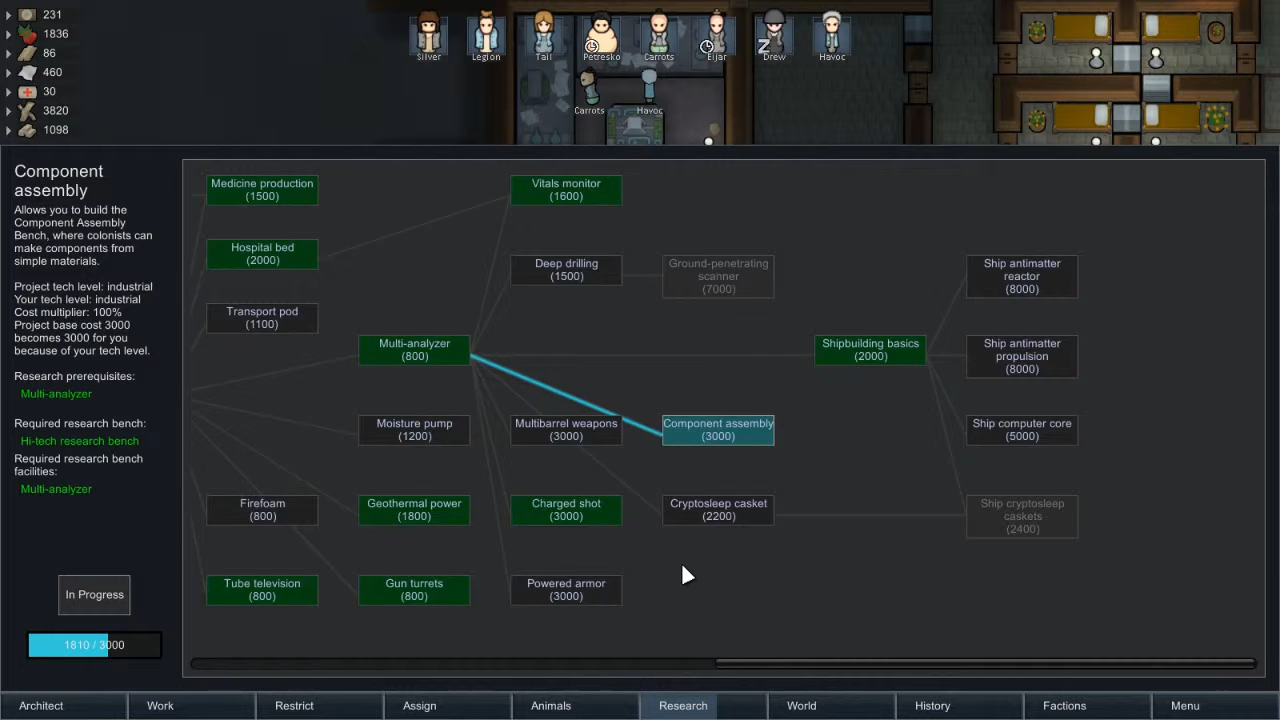 231
1836
86
460
30
3820
1098
Silver
Legion
Tail
Petresko
Carrots
Eljar
Drew
Havoc
Z
Carrots
Havoc
Component
assembly
Allows you to build the
Component Assembly
Bench, where colonists can
make components from
simple materials.
Project tech level: industrial
Your tech level: industrial
Cost multiplier: 100%
Project base cost 3000
becomes 3000 for you
because of your tech level.
Research prerequisites:
Multi-analyzer
Required research bench:
Hi-tech research bench
Required research bench
facilities:
Multi-analyzer
In Progress
1810 / 3000
Medicine production
(1500)
Vitals monitor
(1600)
Hospital bed
(2000)
Deep drilling
(1500)
Ground-penetrating
scanner
(7000)
Ship antimatter
reactor
(8000)
Transport pod
(1100)
Multi-analyzer
(800)
Shipbuilding basics
(2000)
Ship antimatter
propulsion
(8000)
Moisture pump
(1200)
Multibarrel weapons
(3000)
Component assembly
(3000)
Ship computer core
(5000)
Firefoam
(800)
Geothermal power
(1800)
Charged shot
(3000)
Cryptosleep casket
(2200)
Ship cryptosleep
caskets
(2400)
Tube television
(800)
Gun turrets
(800)
Powered armor
(3000)
Architect
Work
Restrict
Assign
Animals
Research
World
History
Factions
Menu